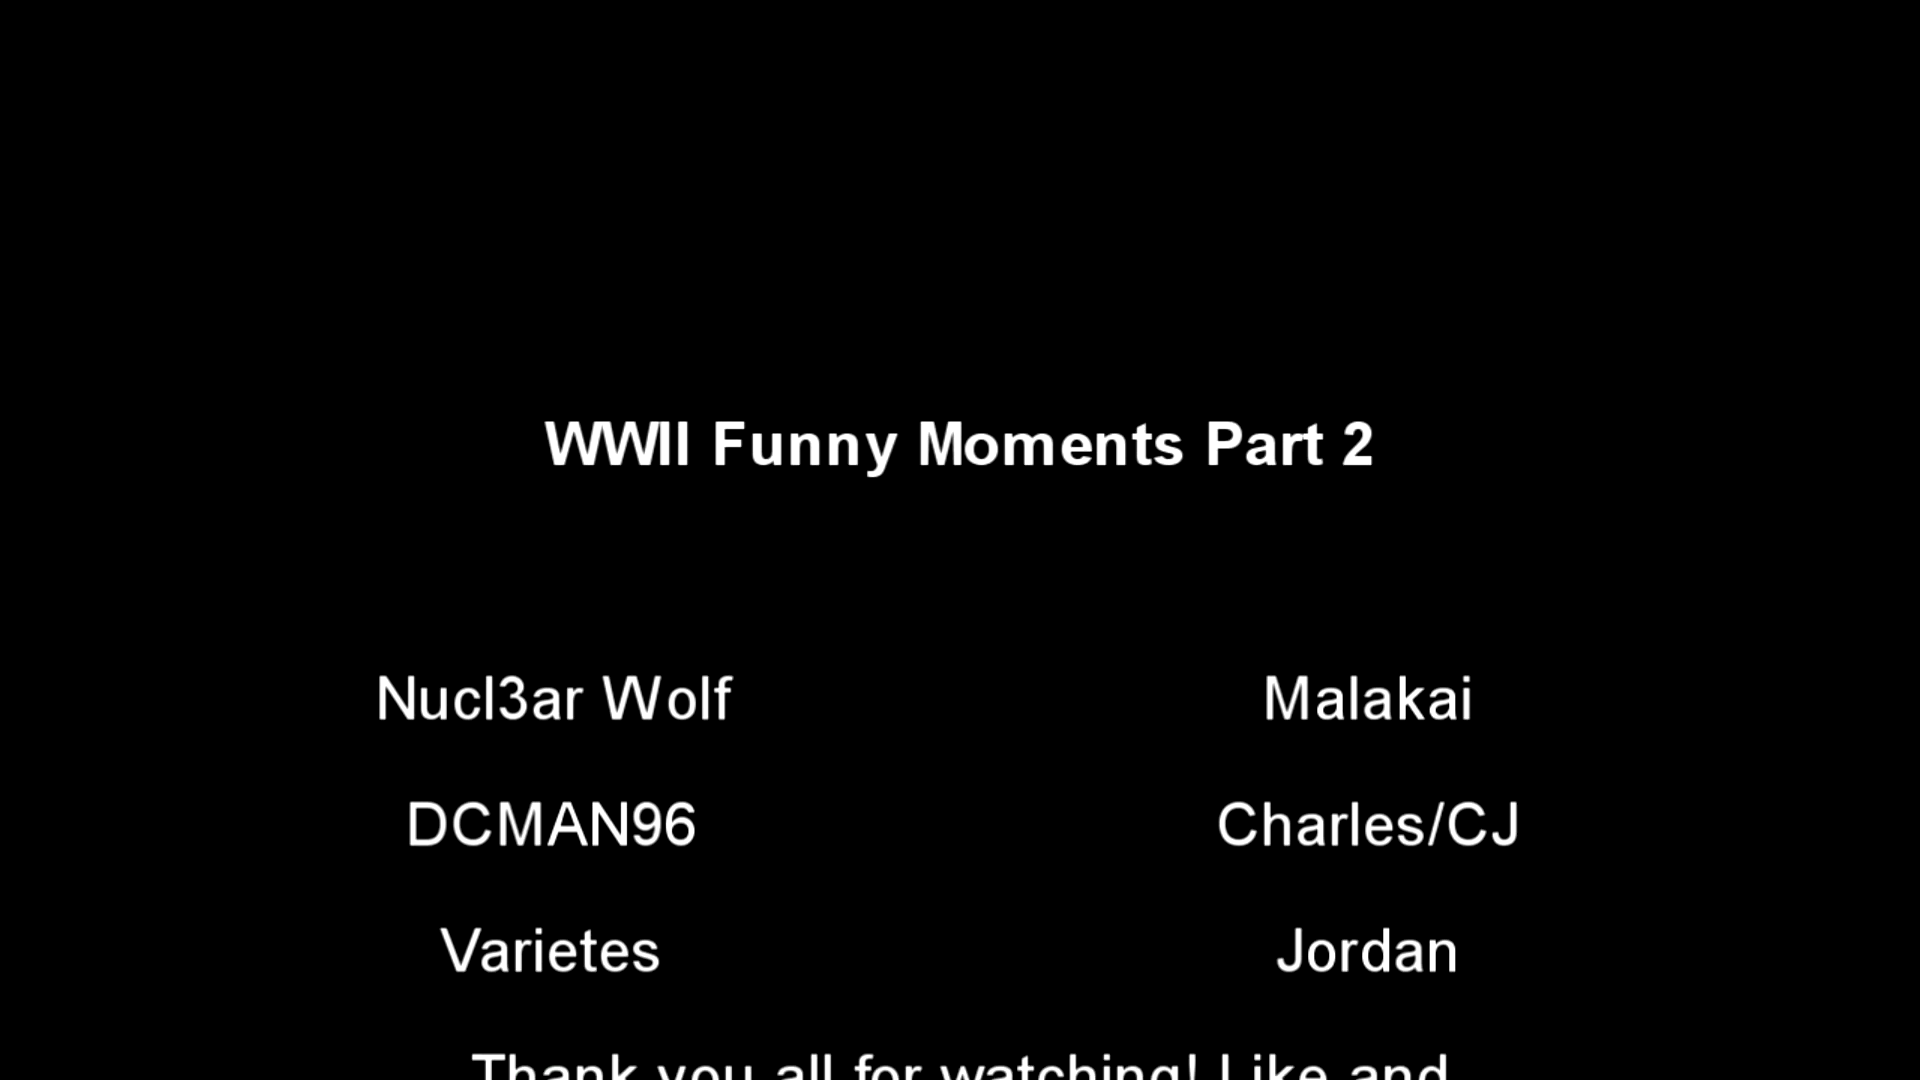 WWII Funny Moments Part 2
Nucl3ar Wolf Malakai
DCMAN96 Charles/CJ
Varietes Jordan
Thank you all for watching! Like and